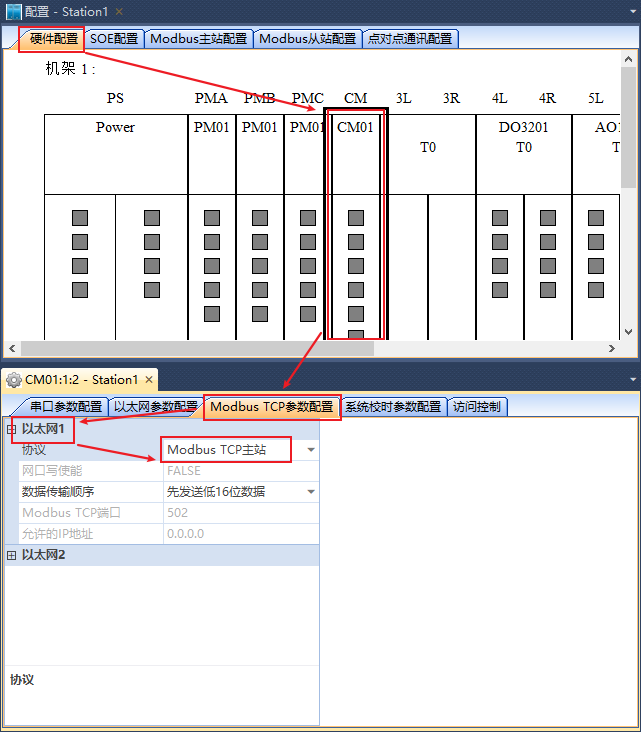 配置 - Station1
硬件配置 SOE配置 Modbus主站配置 Modbus从站配置 点对点通讯配置
机架 1 :
PS PMA PMB PMC CM 3L 3R 4L 4R 5L
Power PM01 PM01 PM01 CM01 DO3201 AO
T0 T0 T
CM01:1:2 - Station1
串口参数配置 以太网参数配置 Modbus TCP参数配置 系统校时参数配置 访问控制
以太网1
协议 Modbus TCP主站
网口写使能 FALSE
数据传输顺序 先发送低16位数据
Modbus TCP端口 502
允许的IP地址 0.0.0.0
以太网2
协议